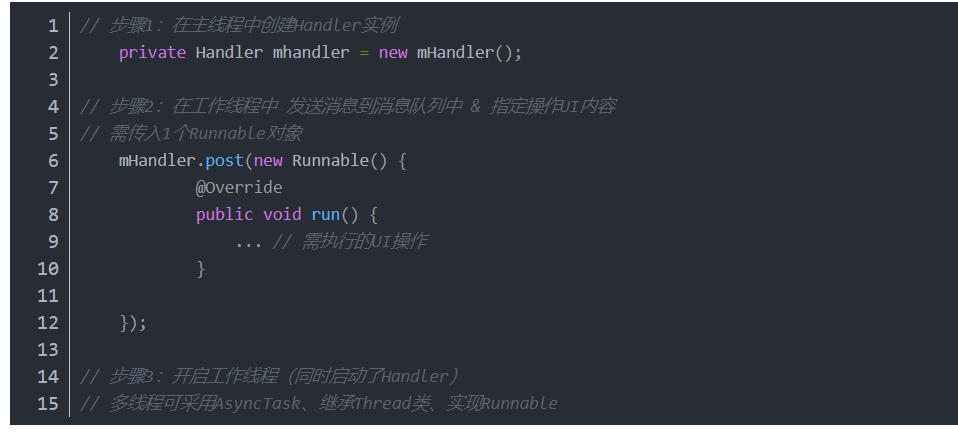 1 // 步骤1：在主线程中创建Handler实例
2 private Handler mhandler = new mHandler();
3
4 // 步骤2：在工作线程中 发送消息到消息队列中 & 指定操作UI内容
5 // 需传入1个Runnable对象
6 mHandler.post(new Runnable() {
7 @Override
8 public void run() {
9 ... // 需执行的UI操作
10 }
11
12 });
13
14 // 步骤3：开启工作线程（同时启动了Handler）
15 // 多线程可采用AsyncTask、继承Thread类、实现Runnable